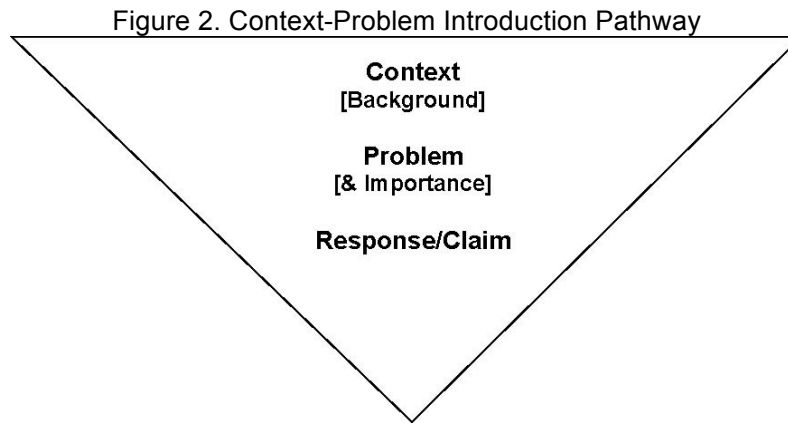 Figure 2. Context-Problem Introduction Pathway
Context
[Background]
Problem
[& Importance]
Response/Claim